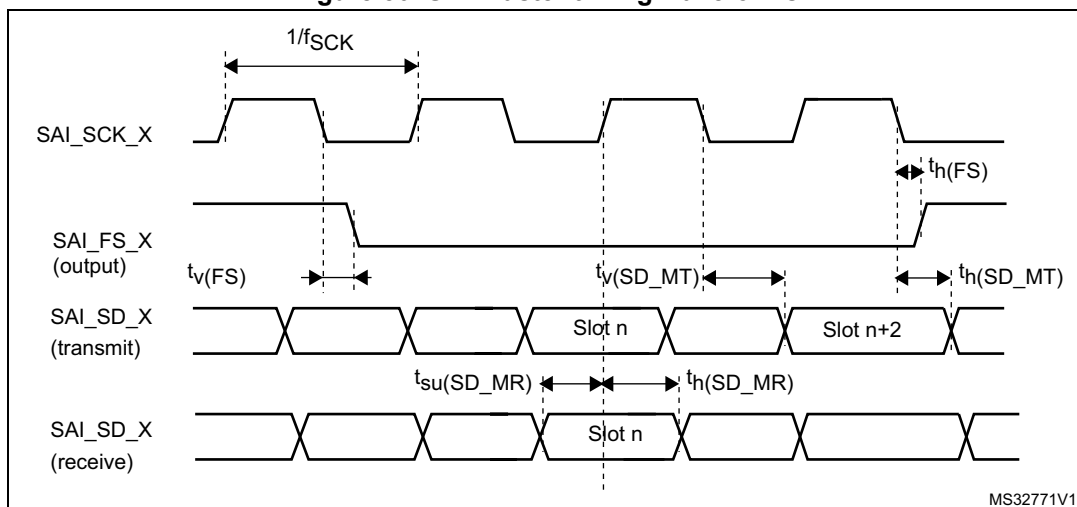 1/fSCK
SAI_SCK_X
th(FS)
SAI_FS_X
(output)
tv(FS)
tv(SD_MT)
th(SD_MT)
SAI_SD_X
(transmit)
Slot n
Slot n+2
tsu(SD_MR)
th(SD_MR)
SAI_SD_X
(receive)
Slot n
MS32771V1